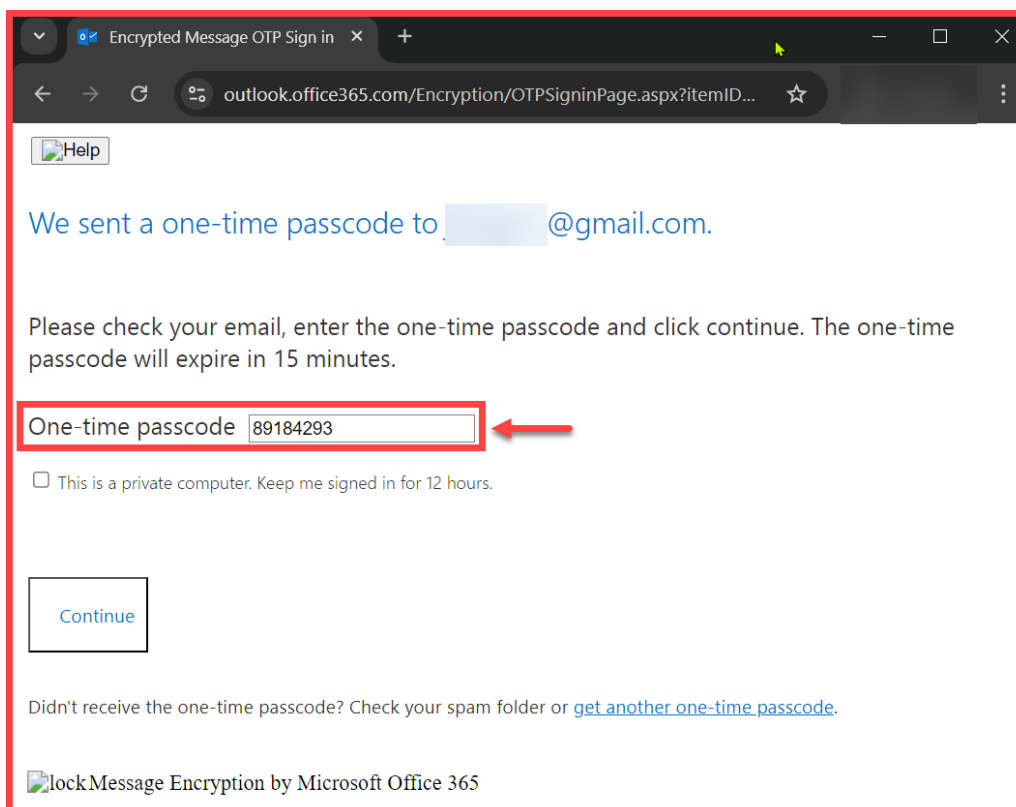 Encrypted Message OTP Sign in
outlook.office365.com/Encryption/OTPSigninPage.aspx?itemID...
Help
We sent a one-time passcode to @gmail.com.
Please check your email, enter the one-time passcode and click continue. The one-time
passcode will expire in 15 minutes.
One-time passcode 89184293
This is a private computer. Keep me signed in for 12 hours.
Continue
Didn't receive the one-time passcode? Check your spam folder or get another one-time passcode.
lock Message Encryption by Microsoft Office 365